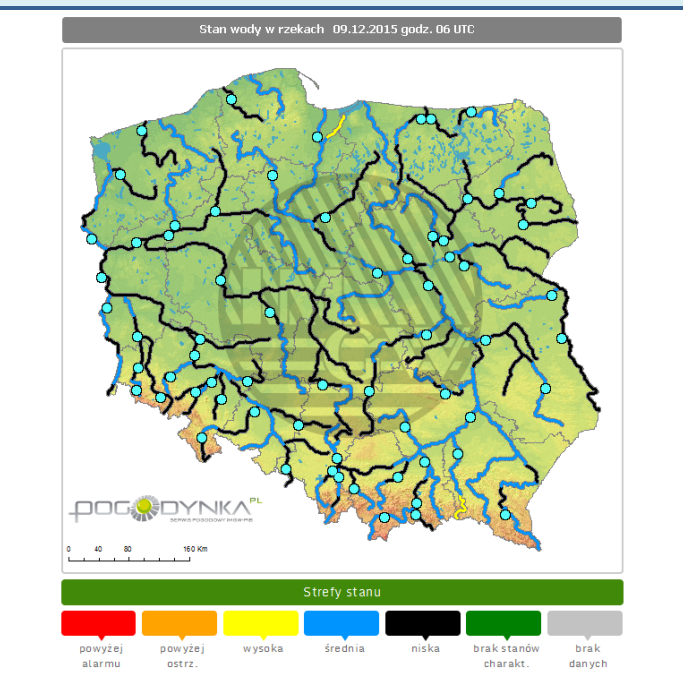 Stan wody w rzekach 09.12.2015 godz. 06 UTC
POGODYNKA PL
SERWIS POGODOWY IMGW-PIB
0 40 80 160 Km
Strefy stanu
powyżej alarmu
powyżej ostrz.
wysoka
średnia
niska
brak stanów charakt.
brak danych